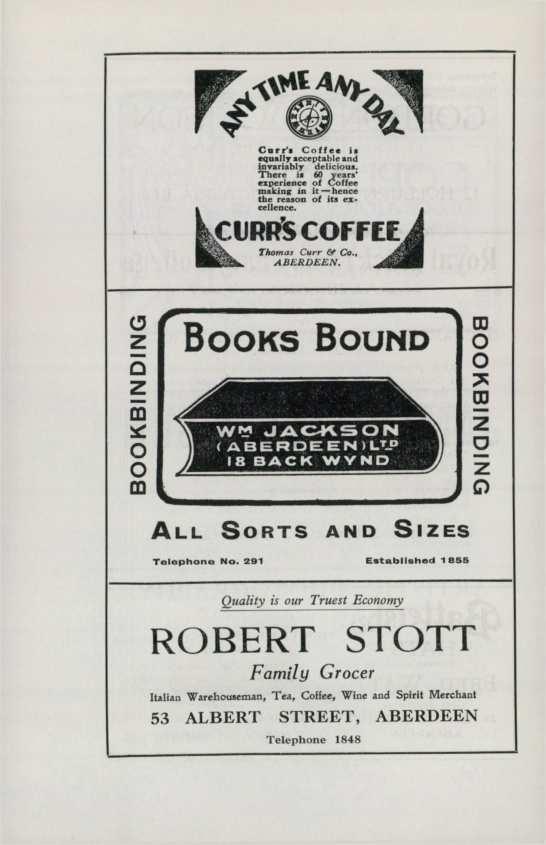 ANY TIME ANY DAY
Curr's Coffee is
equally acceptable and
invariably delicious.
There is 60 years'
experience of Coffee
making in it—hence
the reason of its ex-
cellence.
CURR'S COFFEE
Thomas Curr & Co.,
ABERDEEN.
BOOKBINDING
BOOKS BOUND
WM JACKSON
(ABERDEEN) LTD
18 BACK WYND
BOOKBINDING
ALL SORTS AND SIZES
Telephone No. 291 Established 1855
Quality is our Truest Economy
ROBERT STOTT
Family Grocer
Italian Warehouseman, Tea, Coffee, Wine and Spirit Merchant
53 ALBERT STREET, ABERDEEN
Telephone 1848